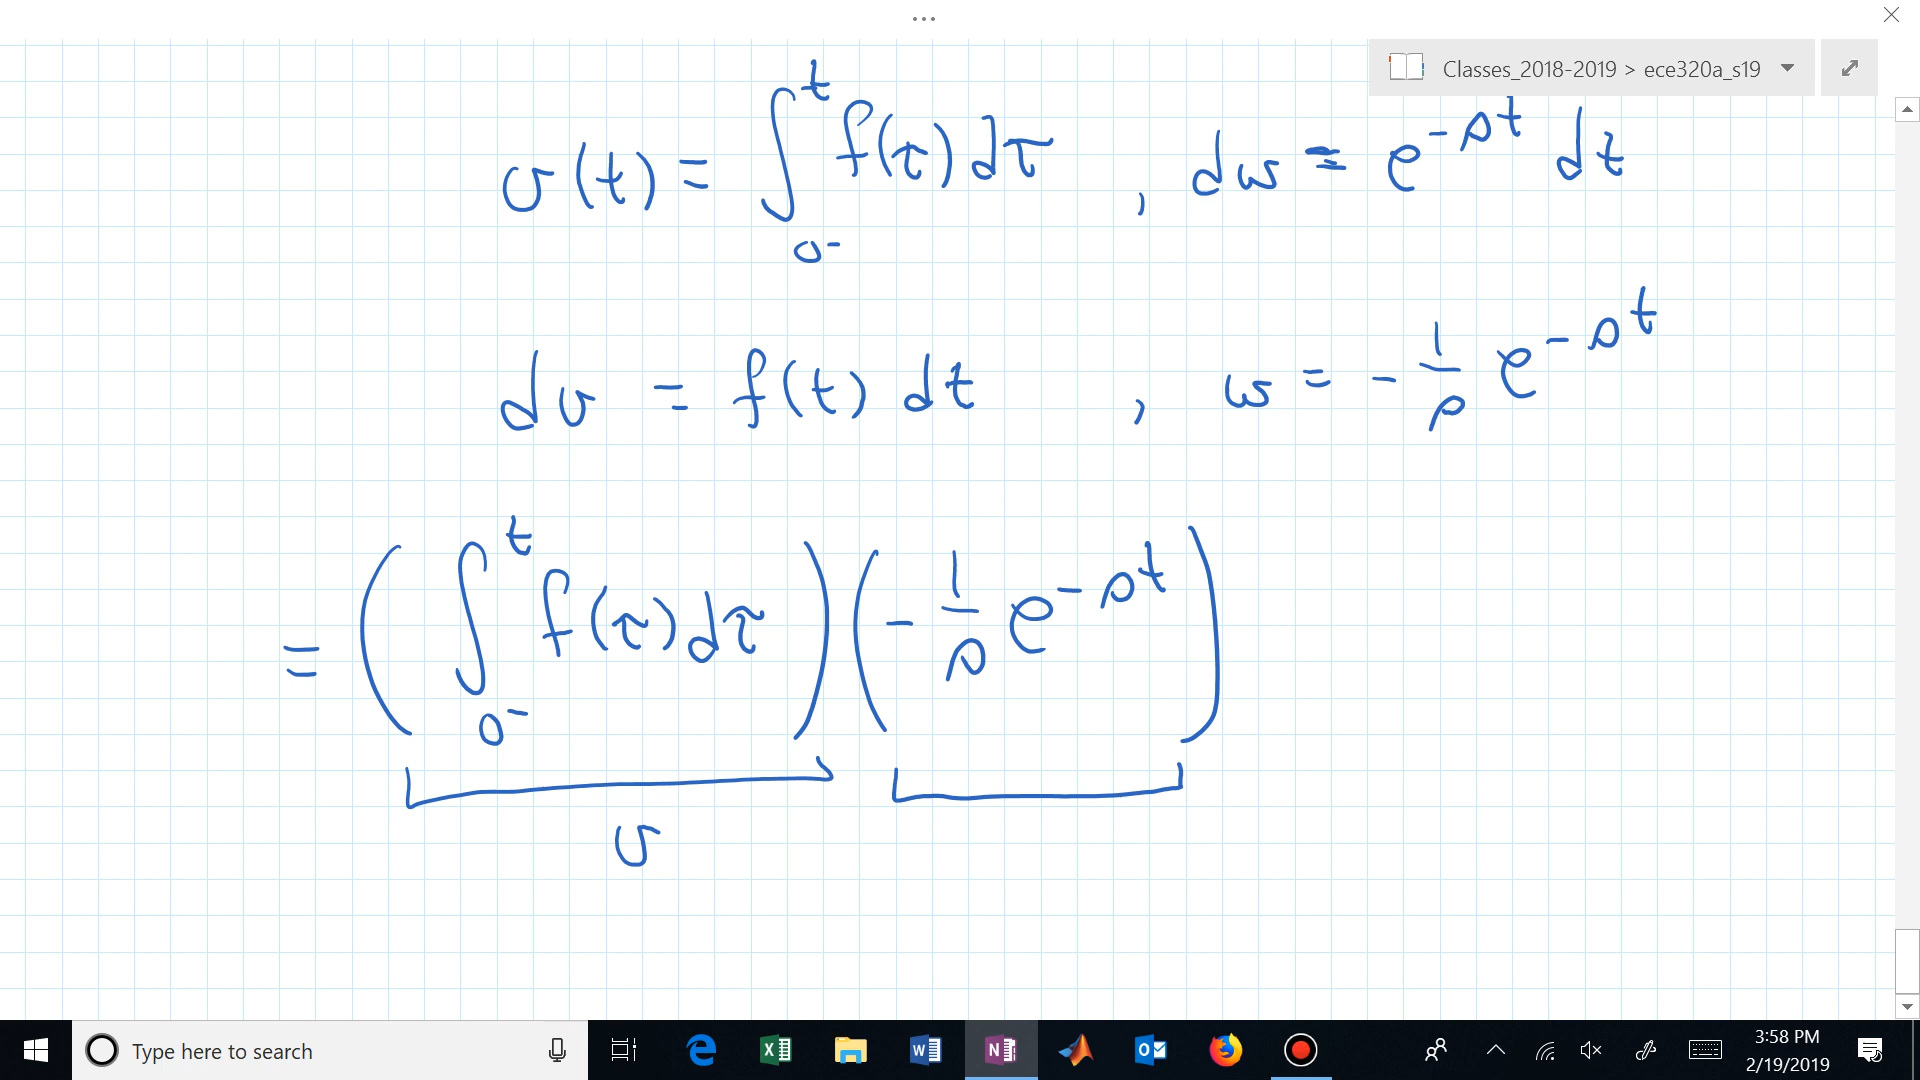 ...
Classes_2018-2019 > ece320a_s19
v(t) = ∫_{0⁻}^{t} f(τ) dτ , dw = e^{-st} dt
dv = f(t) dt , w = - 1/s e^{-st}
= ( ∫_{0⁻}^{t} f(τ) dτ ) ( - 1/s e^{-st} )
v
Type here to search
3:58 PM
2/19/2019